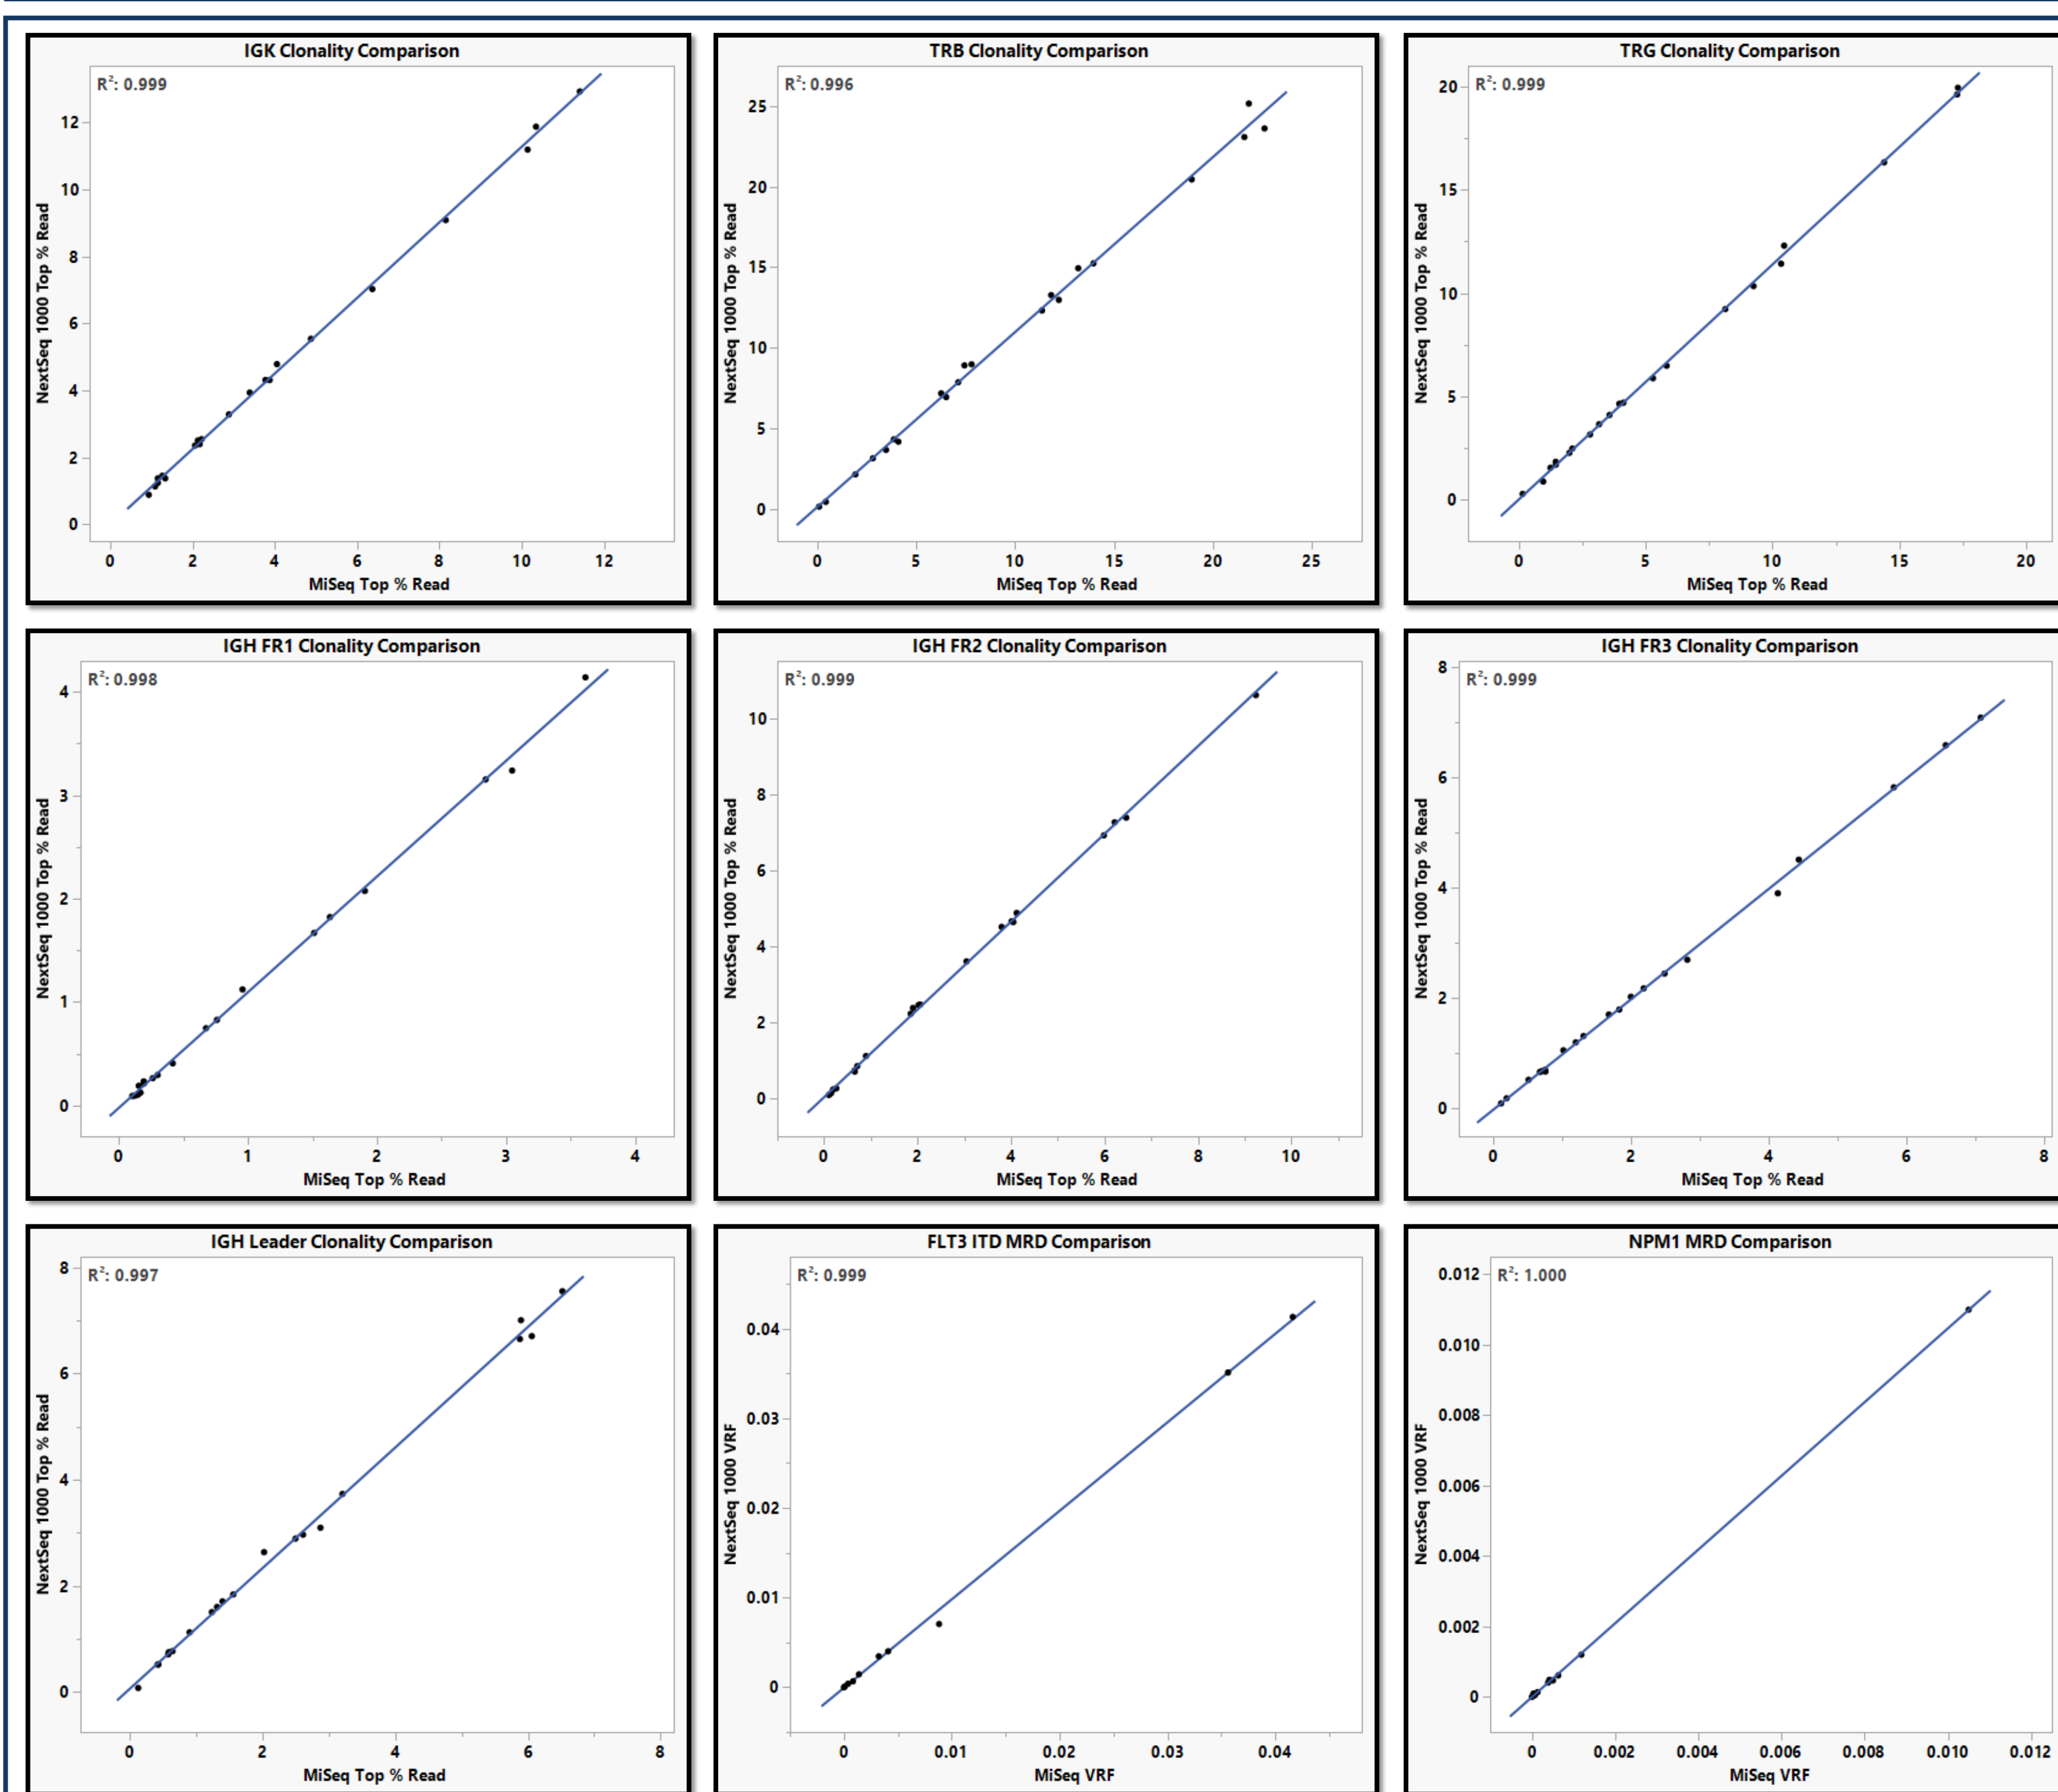 IGK Clonality Comparison
R²: 0.999
NextSeq 1000 Top % Read
12
10
8
6
4
2
0
0 2 4 6 8 10 12
MiSeq Top % Read
TRB Clonality Comparison
R²: 0.996
NextSeq 1000 Top % Read
25
20
15
10
5
0
0 5 10 15 20 25
MiSeq Top % Read
TRG Clonality Comparison
R²: 0.999
NextSeq 1000 Top % Read
20
15
10
5
0
0 5 10 15 20
MiSeq Top % Read
IGH FR1 Clonality Comparison
R²: 0.998
NextSeq 1000 Top % Read
4
3
2
1
0
0 1 2 3 4
MiSeq Top % Read
IGH FR2 Clonality Comparison
R²: 0.999
NextSeq 1000 Top % Read
10
8
6
4
2
0
0 2 4 6 8 10
MiSeq Top % Read
IGH FR3 Clonality Comparison
R²: 0.999
NextSeq 1000 Top % Read
8
6
4
2
0
0 2 4 6 8
MiSeq Top % Read
IGH Leader Clonality Comparison
R²: 0.997
NextSeq 1000 Top % Read
8
6
4
2
0
0 2 4 6 8
MiSeq Top % Read
FLT3 ITD MRD Comparison
R²: 0.999
NextSeq 1000 VRF
0.04
0.03
0.02
0.01
0
0 0.01 0.02 0.03 0.04
MiSeq VRF
NPM1 MRD Comparison
R²: 1.000
NextSeq 1000 VRF
0.012
0.010
0.008
0.006
0.004
0.002
0
0 0.002 0.004 0.006 0.008 0.010 0.012
MiSeq VRF